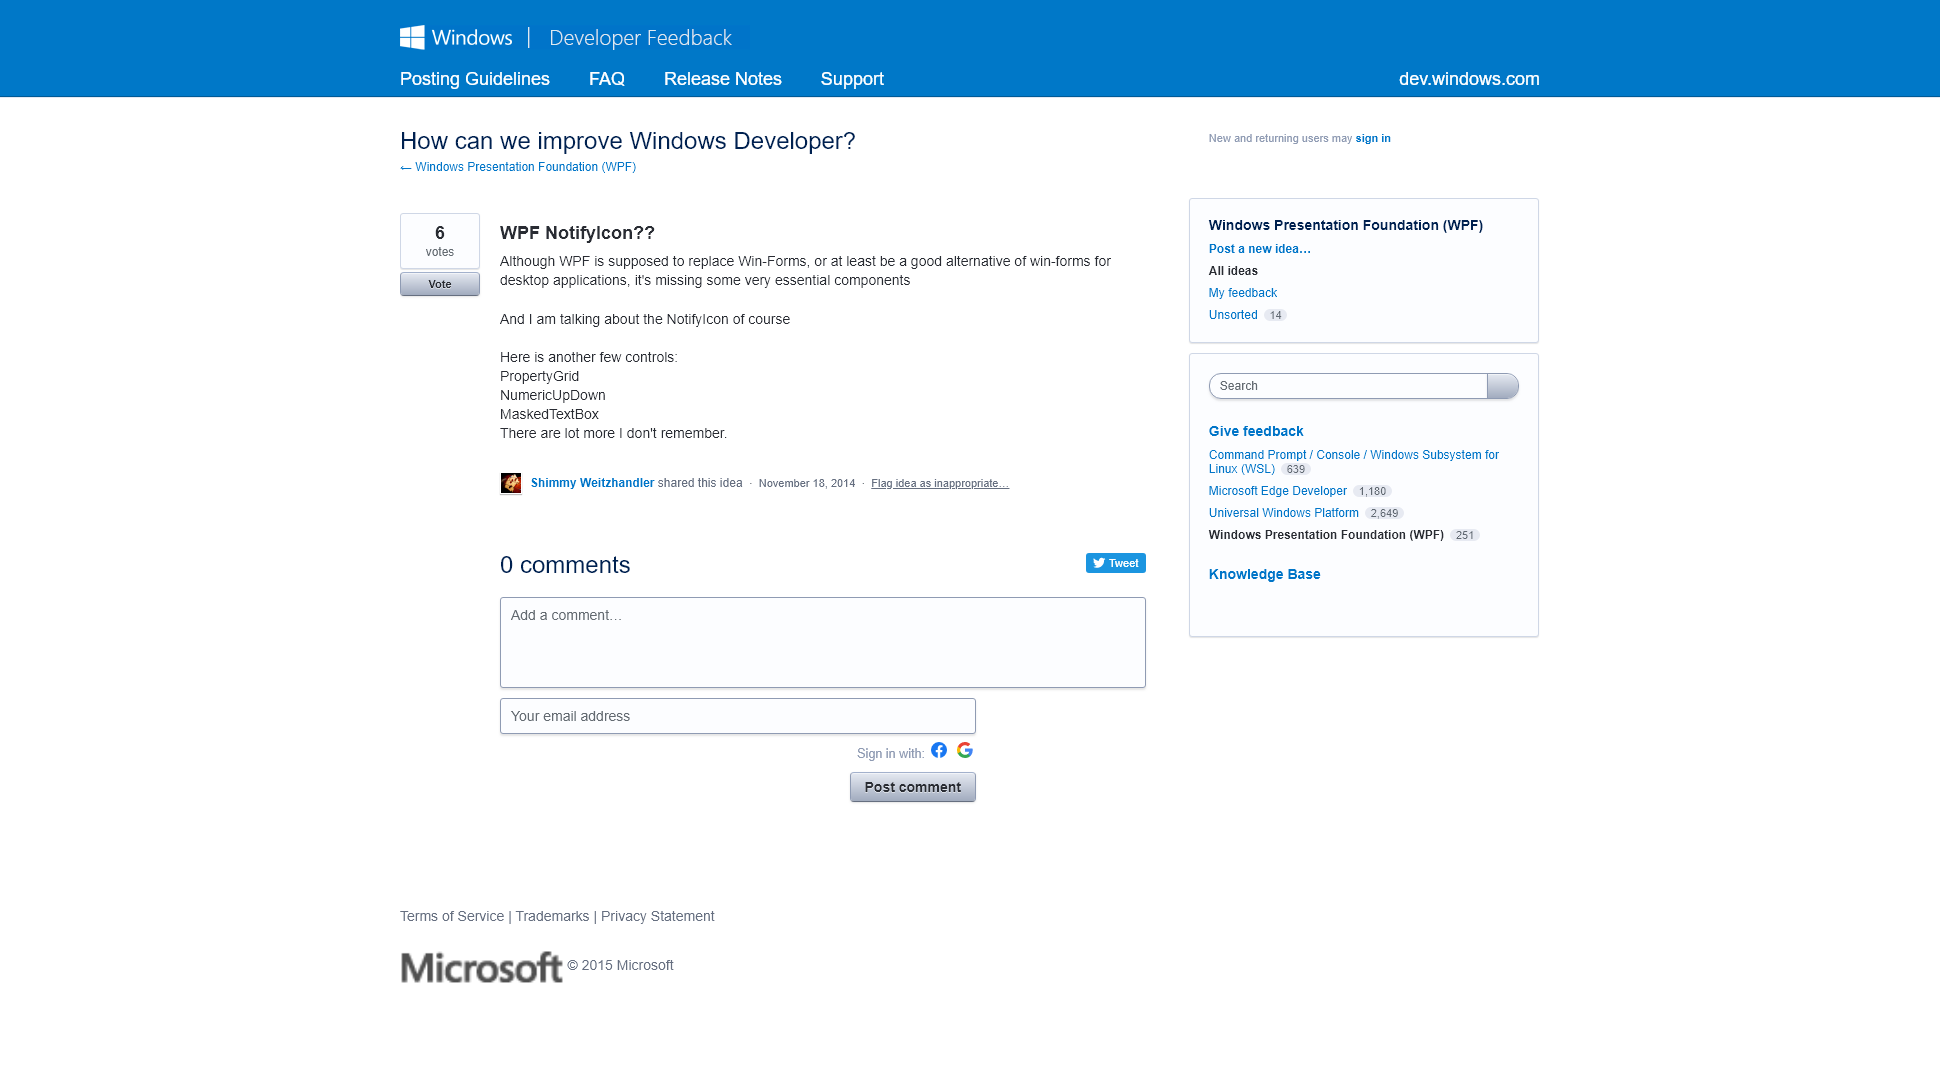 Windows | Developer Feedback
Posting Guidelines FAQ Release Notes Support dev.windows.com
How can we improve Windows Developer?
← Windows Presentation Foundation (WPF)
New and returning users may sign in
6
votes
Vote
WPF NotifyIcon??
Although WPF is supposed to replace Win-Forms, or at least be a good alternative of win-forms for
desktop applications, it's missing some very essential components
And I am talking about the NotifyIcon of course
Here is another few controls:
PropertyGrid
NumericUpDown
MaskedTextBox
There are lot more I don't remember.
Shimmy Weitzhandler shared this idea · November 18, 2014 · Flag idea as inappropriate…
0 comments
Tweet
Add a comment…
Your email address
Sign in with:
Post comment
Windows Presentation Foundation (WPF)
Post a new idea…
All ideas
My feedback
Unsorted 14
Search
Give feedback
Command Prompt / Console / Windows Subsystem for
Linux (WSL) 639
Microsoft Edge Developer 1,180
Universal Windows Platform 2,649
Windows Presentation Foundation (WPF) 251
Knowledge Base
Terms of Service | Trademarks | Privacy Statement
Microsoft © 2015 Microsoft